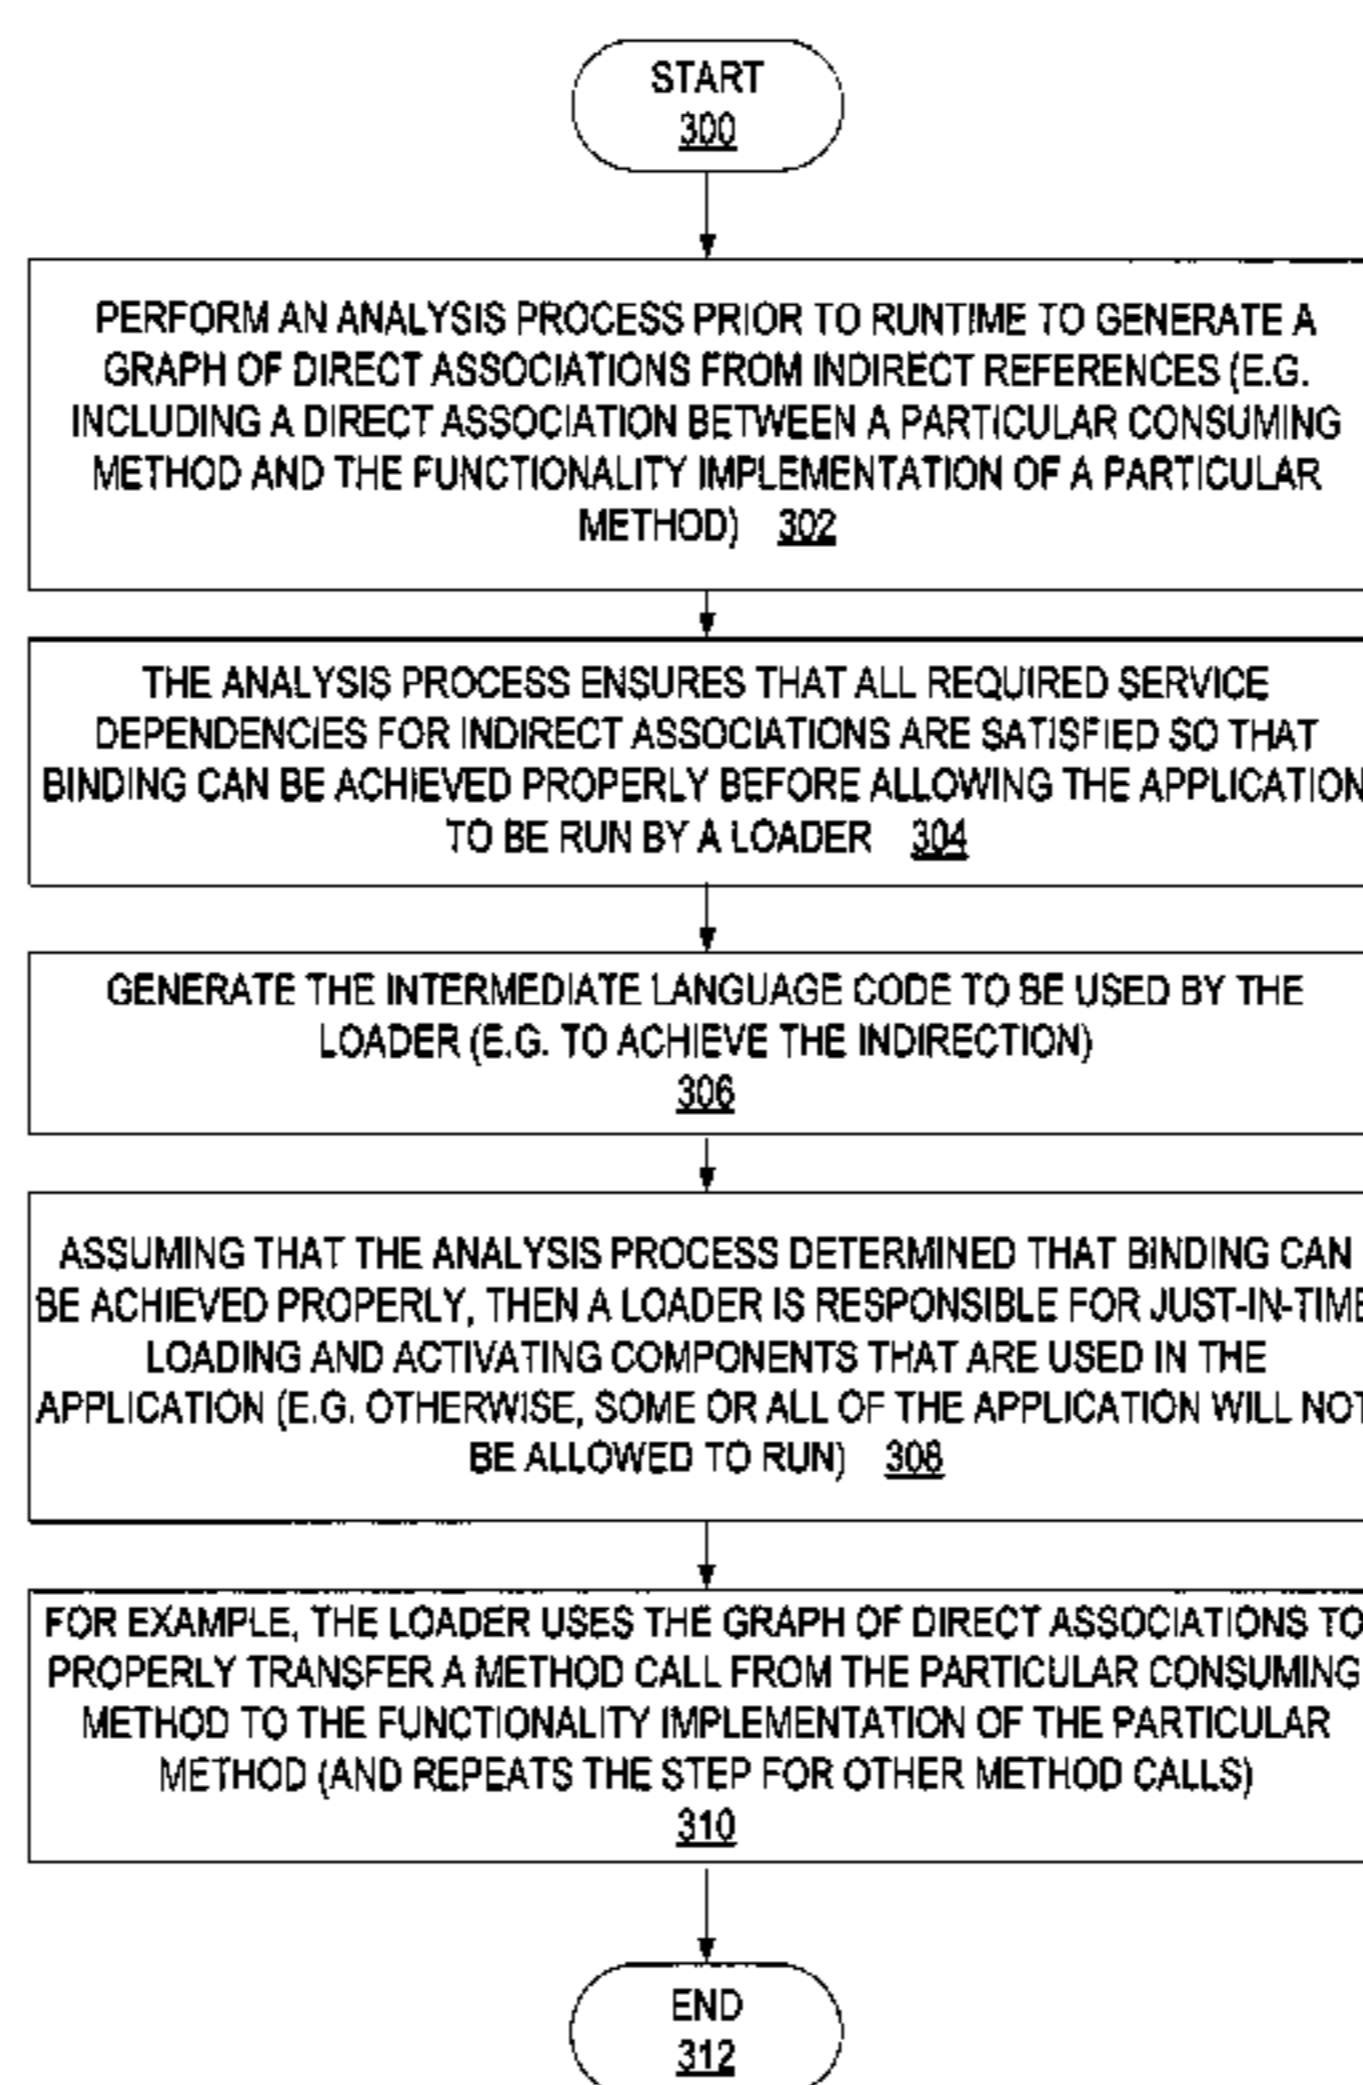 START
300
PERFORM AN ANALYSIS PROCESS PRIOR TO RUNTIME TO GENERATE A
GRAPH OF DIRECT ASSOCIATIONS FROM INDIRECT REFERENCES (E.G.
INCLUDING A DIRECT ASSOCIATION BETWEEN A PARTICULAR CONSUMING
METHOD AND THE FUNCTIONALITY IMPLEMENTATION OF A PARTICULAR
METHOD) 302
THE ANALYSIS PROCESS ENSURES THAT ALL REQUIRED SERVICE
DEPENDENCIES FOR INDIRECT ASSOCIATIONS ARE SATISFIED SO THAT
BINDING CAN BE ACHIEVED PROPERLY BEFORE ALLOWING THE APPLICATION
TO BE RUN BY A LOADER 304
GENERATE THE INTERMEDIATE LANGUAGE CODE TO BE USED BY THE
LOADER (E.G. TO ACHIEVE THE INDIRECTION)
306
ASSUMING THAT THE ANALYSIS PROCESS DETERMINED THAT BINDING CAN
BE ACHIEVED PROPERLY, THEN A LOADER IS RESPONSIBLE FOR JUST-IN-TIME
LOADING AND ACTIVATING COMPONENTS THAT ARE USED IN THE
APPLICATION (E.G. OTHERWISE, SOME OR ALL OF THE APPLICATION WILL NOT
BE ALLOWED TO RUN) 308
FOR EXAMPLE, THE LOADER USES THE GRAPH OF DIRECT ASSOCIATIONS TO
PROPERLY TRANSFER A METHOD CALL FROM THE PARTICULAR CONSUMING
METHOD TO THE FUNCTIONALITY IMPLEMENTATION OF THE PARTICULAR
METHOD (AND REPEATS THE STEP FOR OTHER METHOD CALLS)
310
END
312